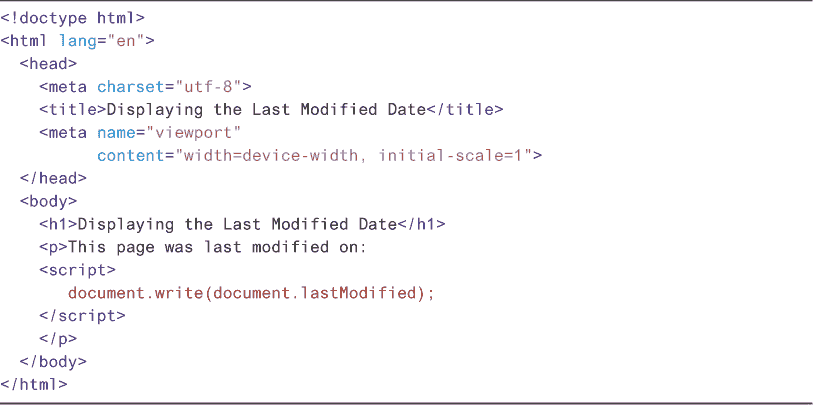 <!doctype html>
<html lang="en">
  <head>
    <meta charset="utf-8">
    <title>Displaying the Last Modified Date</title>
    <meta name="viewport"
          content="width=device-width, initial-scale=1">
  </head>
  <body>
    <h1>Displaying the Last Modified Date</h1>
    <p>This page was last modified on:
    <script>
       document.write(document.lastModified);
    </script>
    </p>
  </body>
</html>